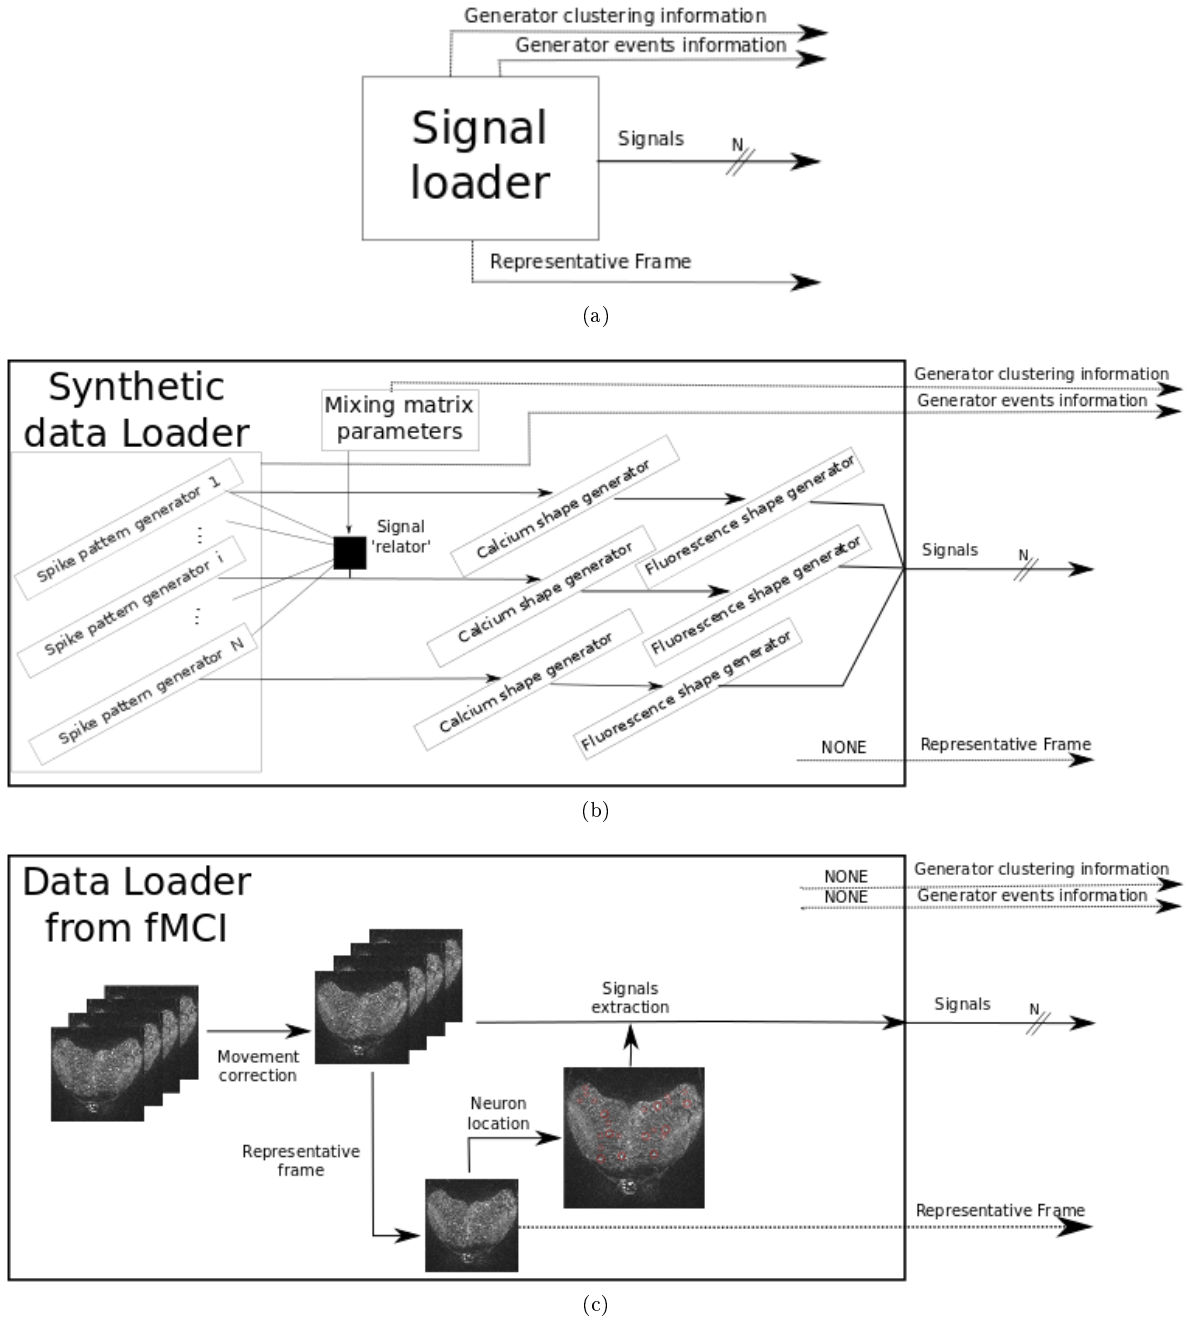 Generator clustering information
Generator events information
Signal
loader
Signals
N
Representative Frame
(a)
Synthetic
data Loader
Mixing matrix
parameters
Generator clustering information
Generator events information
Spike pattern generator 1
...
Spike pattern generator i
...
Spike pattern generator N
Signal
'relator'
Calcium shape generator
Calcium shape generator
Calcium shape generator
Fluorescence shape generator
Fluorescence shape generator
Fluorescence shape generator
Signals
N
NONE
Representative Frame
(b)
Data Loader
from fMCI
NONE
Generator clustering information
NONE
Generator events information
Movement
correction
Signals
extraction
Signals
N
Neuron
location
Representative
frame
Representative Frame
(c)